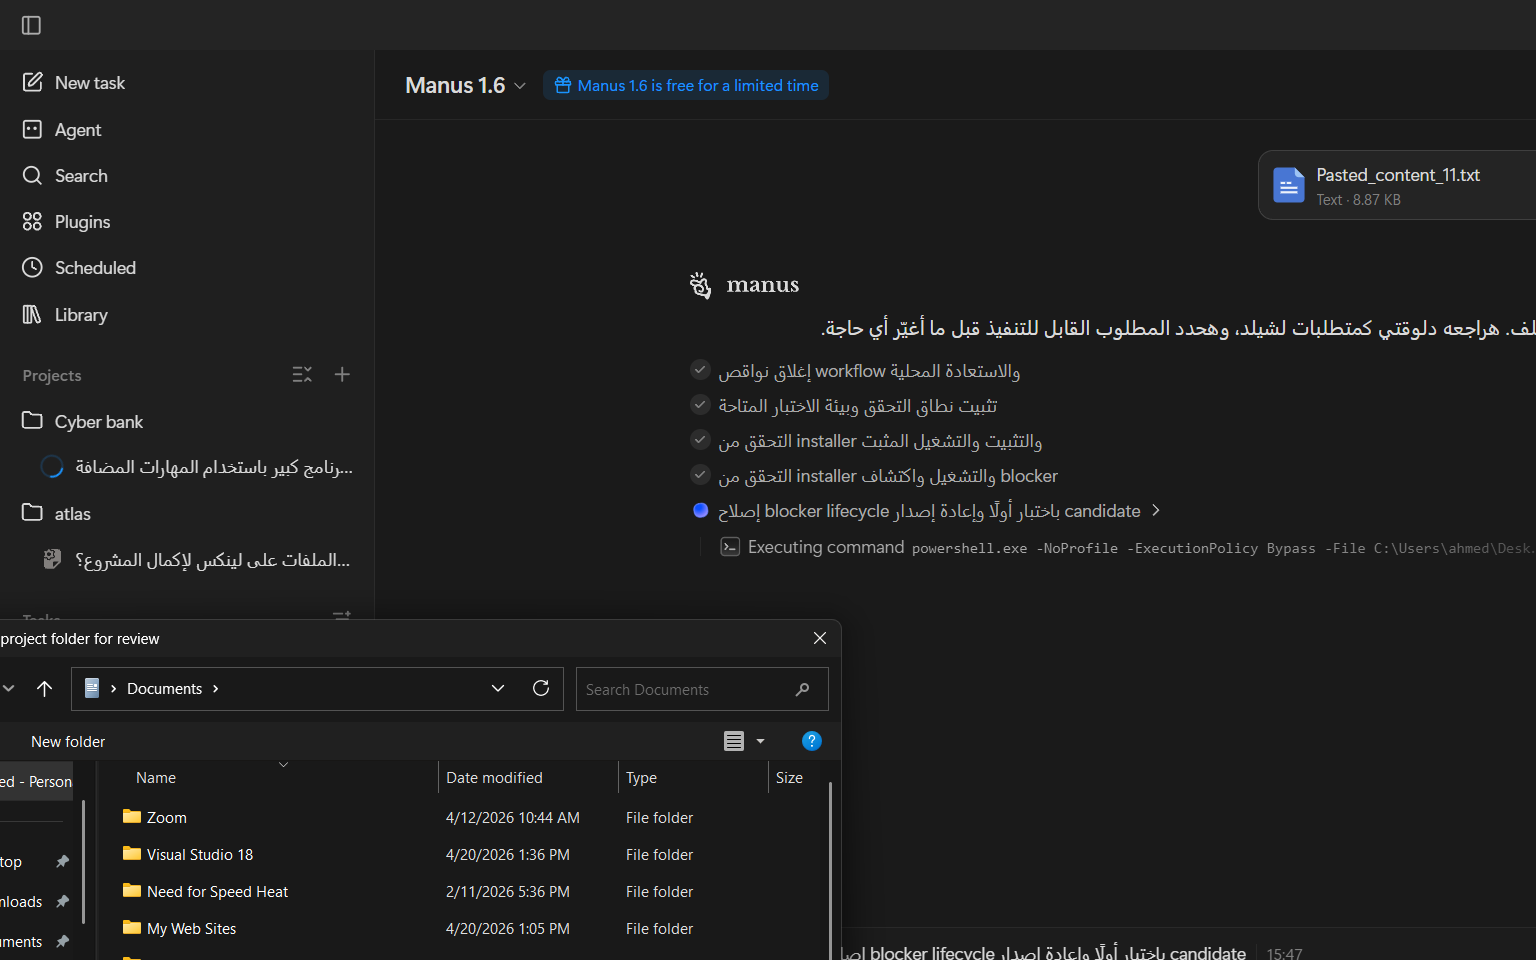 New task
Agent
Search
Plugins
Scheduled
Library
Projects
Cyber bank
برنامج كبير باستخدام المهارات المضافة...
atlas
الملفات على لينكس لإكمال المشروع؟...
Tasks
Manus 1.6
Manus 1.6 is free for a limited time
Pasted_content_11.txt
Text · 8.87 KB
manus
هراجعه دلوقتي كمتطلبات لشيلد، وهحدد المطلوب القابل للتنفيذ قبل ما أغيّر أي حاجة.
إغلاق نواقص workflow والاستعادة المحلية
تثبيت نطاق التحقق وبيئة الاختبار المتاحة
التحقق من installer والتثبيت والتشغيل المثبت
التحقق من installer والتشغيل واكتشاف blocker
إصلاح blocker lifecycle باختبار أولًا وإعادة إصدار candidate
Executing command powershell.exe -NoProfile -ExecutionPolicy Bypass -File C:\Users\ahmed\Desk...
project folder for review
Documents
Search Documents
New folder
ed - Person
top
nloads
uments
Name Date modified Type Size
Zoom 4/12/2026 10:44 AM File folder
Visual Studio 18 4/20/2026 1:36 PM File folder
Need for Speed Heat 2/11/2026 5:36 PM File folder
My Web Sites 4/20/2026 1:05 PM File folder
blocker lifecycle باختبار أولًا وإعادة إصدار candidate 15:47